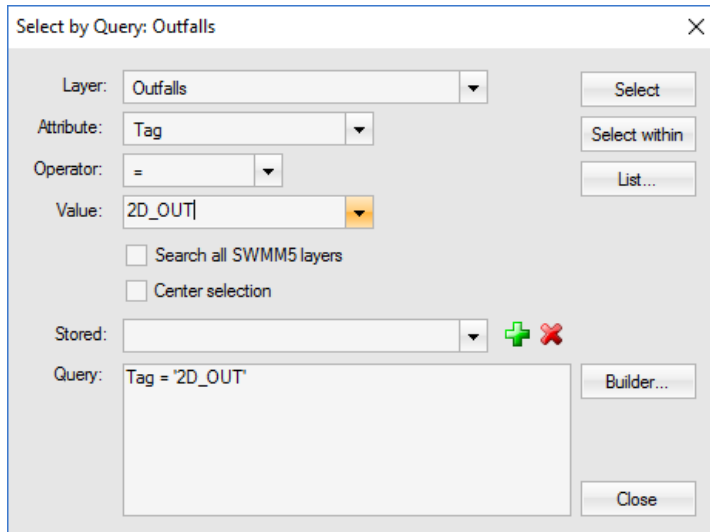 Select by Query: Outfalls
Layer: Outfalls Select
Attribute: Tag Select within
Operator: = List...
Value: 2D_OUT
Search all SWMM5 layers
Center selection
Stored:
Query: Tag = '2D_OUT' Builder...
Close